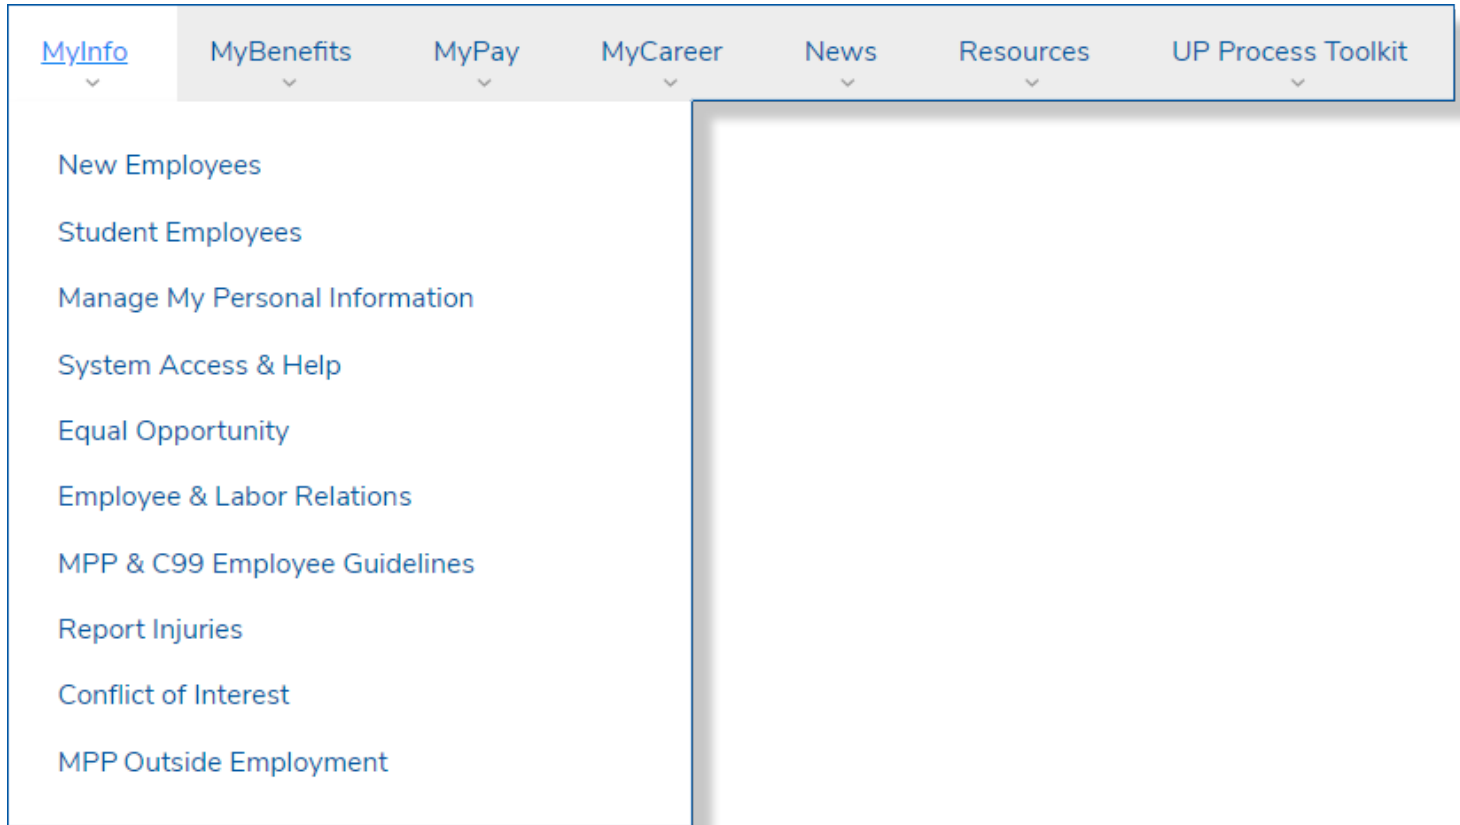 MyInfo MyBenefits MyPay MyCareer News Resources UP Process Toolkit
New Employees
Student Employees
Manage My Personal Information
System Access & Help
Equal Opportunity
Employee & Labor Relations
MPP & C99 Employee Guidelines
Report Injuries
Conflict of Interest
MPP Outside Employment